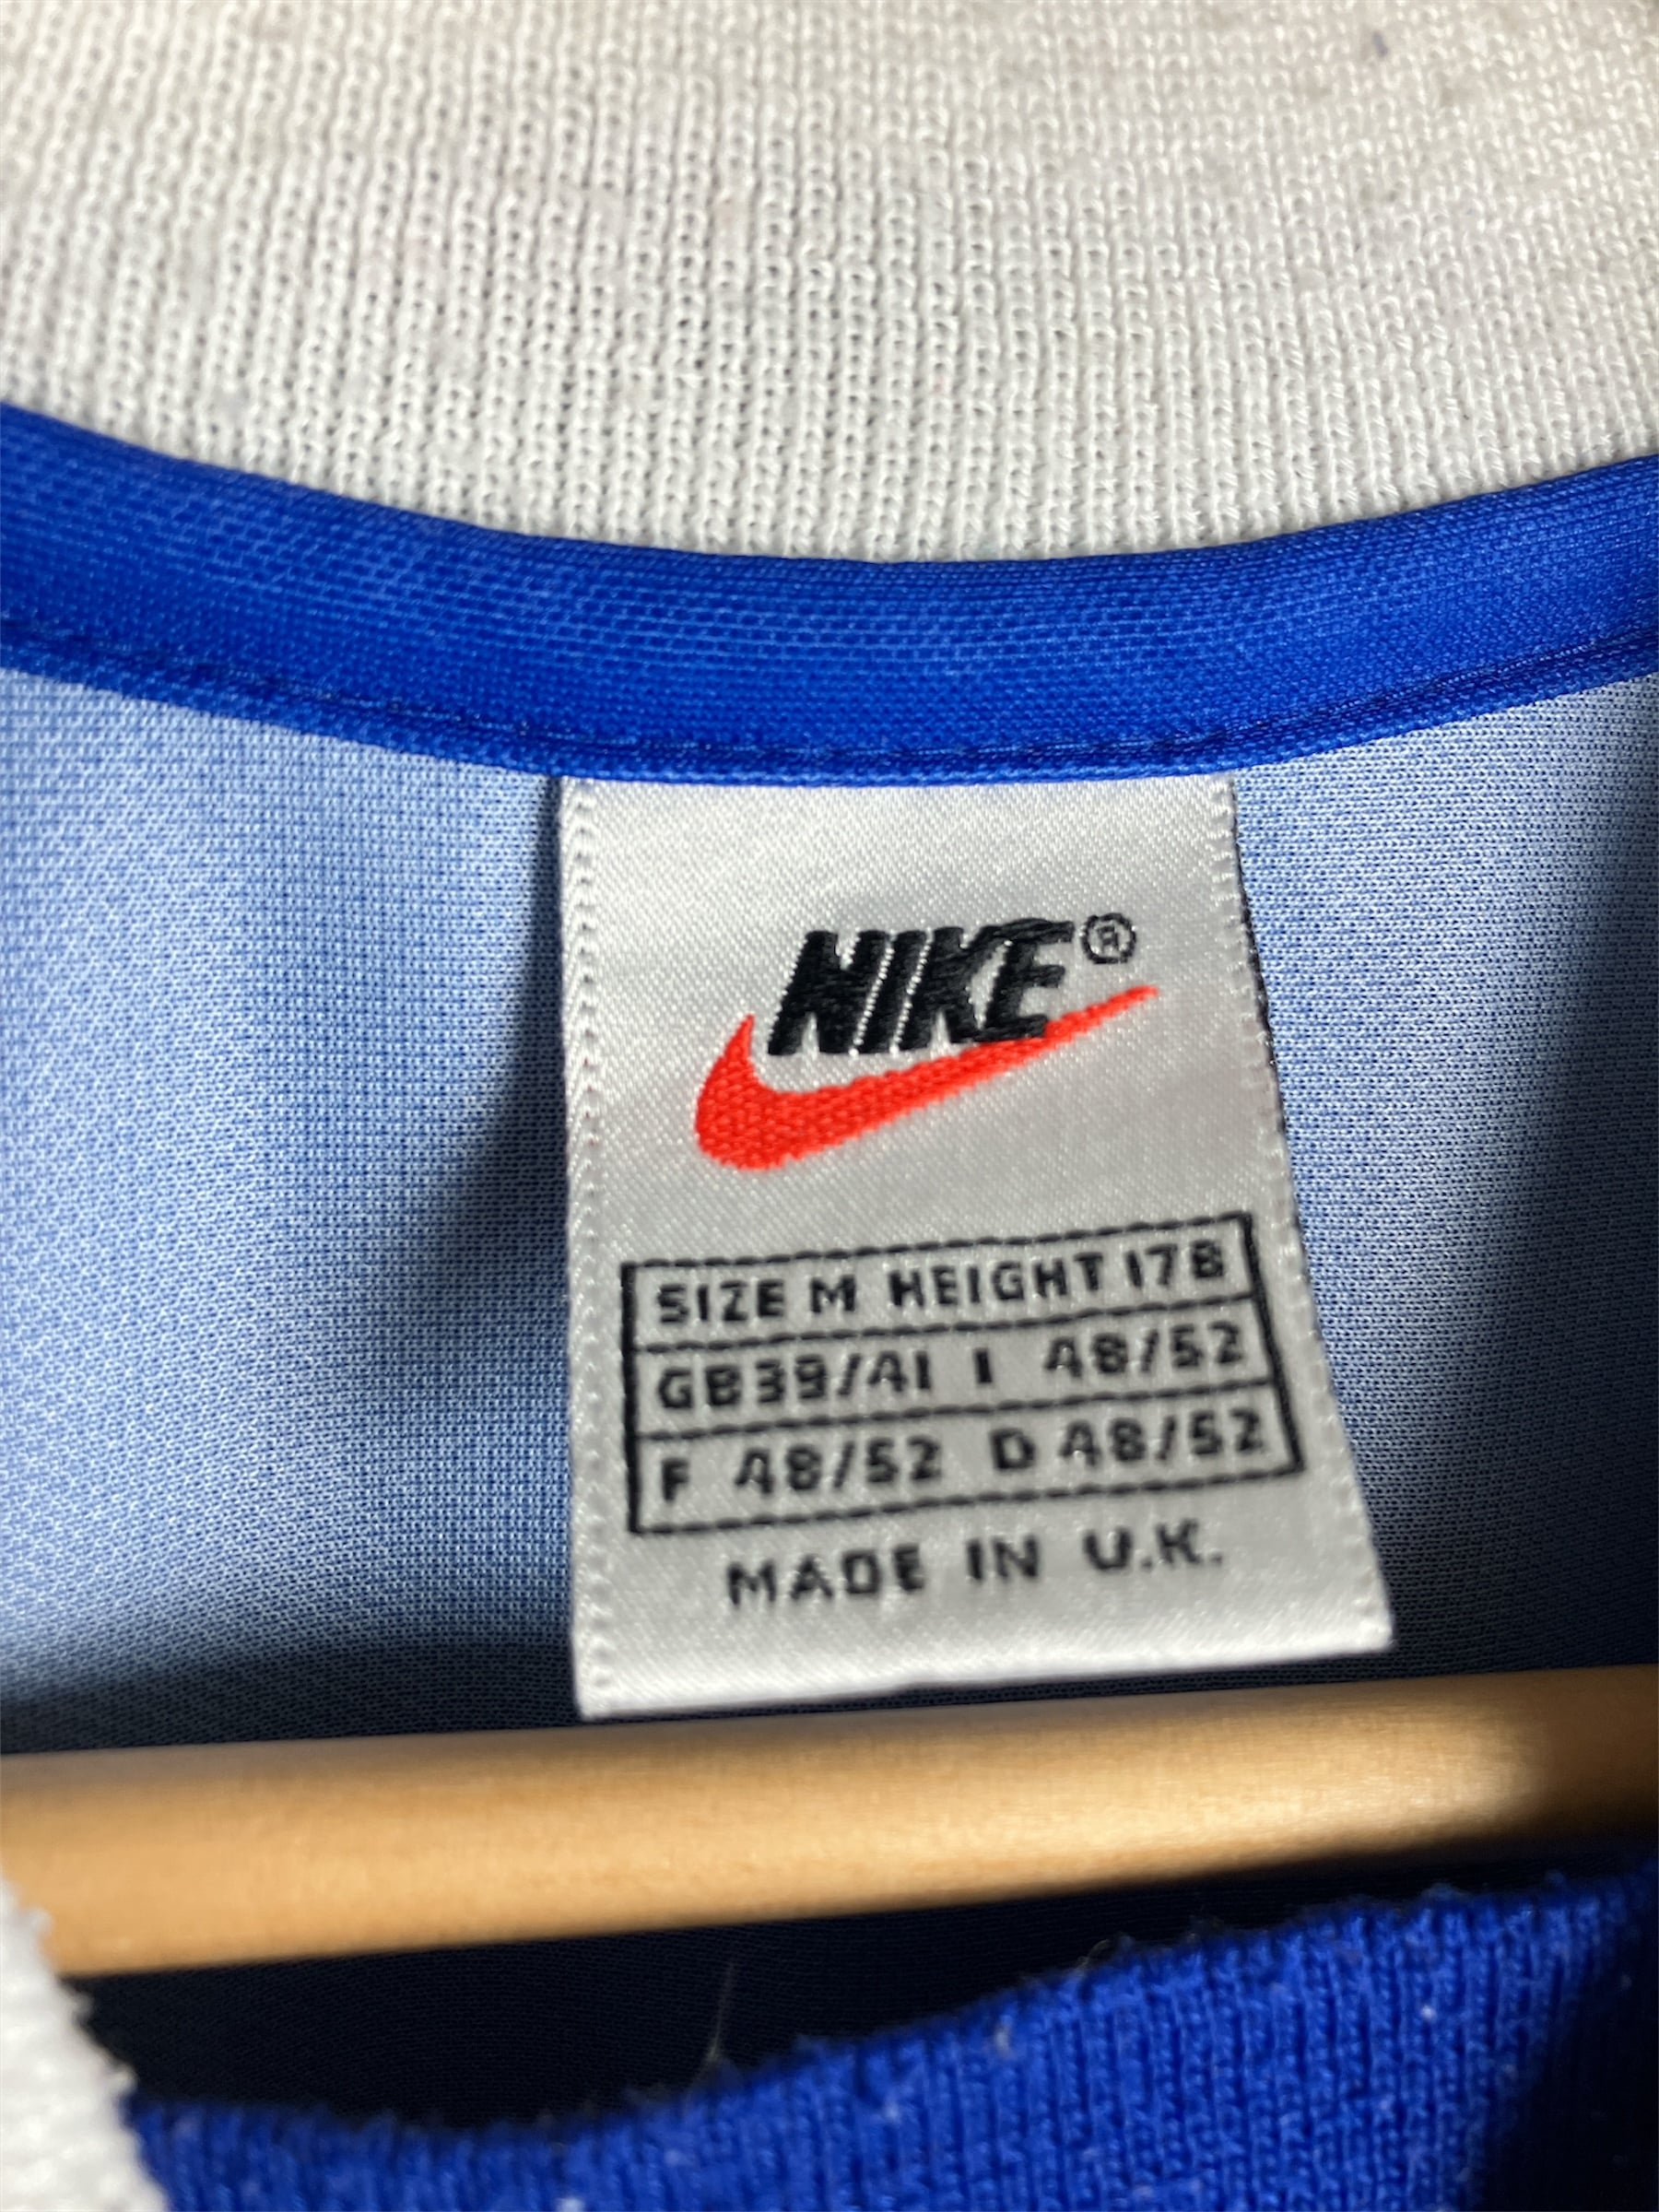 NIKE®
SIZE M HEIGHT 178
GB39/41 I 48/52
F 48/52 D 48/52
MADE IN U.K.